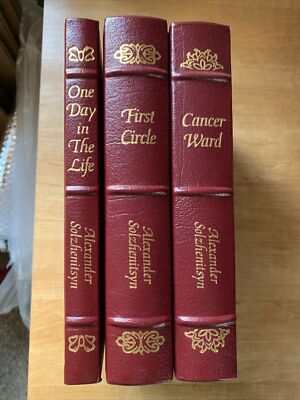 One
Day
in
The
Life
Alexander
Solzhenitsyn
First
Circle
Alexander
Solzhenitsyn
Cancer
Ward
Alexander
Solzhenitsyn